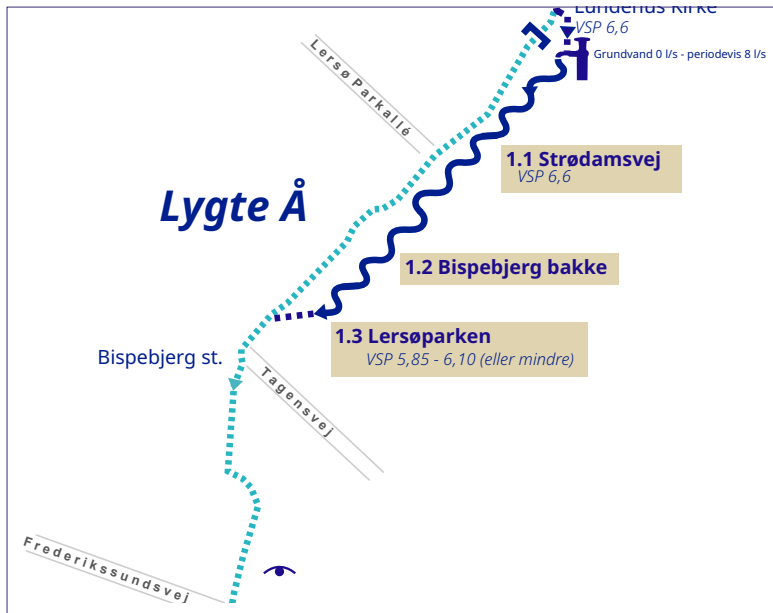 Lundehus Kirke
VSP 6,6
Grundvand 0 l/s - periodevis 8 l/s
Lersø Parkallé
1.1 Strødamsvej
VSP 6,6
Lygte Å
1.2 Bispebjerg bakke
1.3 Lersøparken
VSP 5,85 - 6,10 (eller mindre)
Bispebjerg st.
Tagensvej
Frederikssundsvej